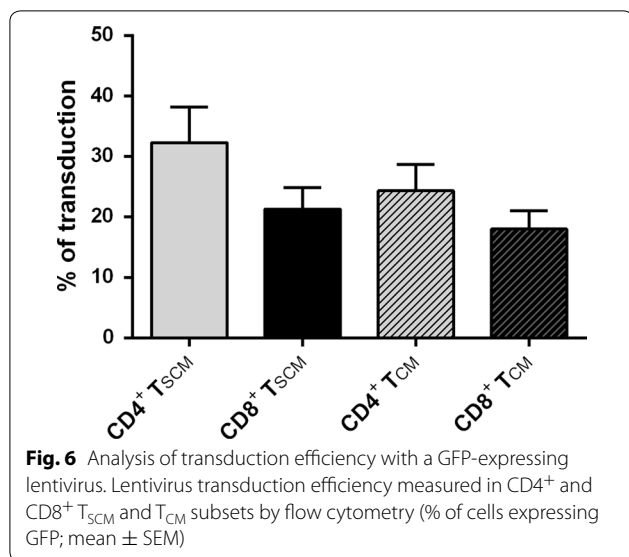 50
40
30
20
10
0
% of transduction
CD4⁺ TSCM
CD8⁺ TSCM
CD4⁺ TCM
CD8⁺ TCM
Fig. 6 Analysis of transduction efficiency with a GFP-expressing
lentivirus. Lentivirus transduction efficiency measured in CD4⁺ and
CD8⁺ TSCM and TCM subsets by flow cytometry (% of cells expressing
GFP; mean ± SEM)